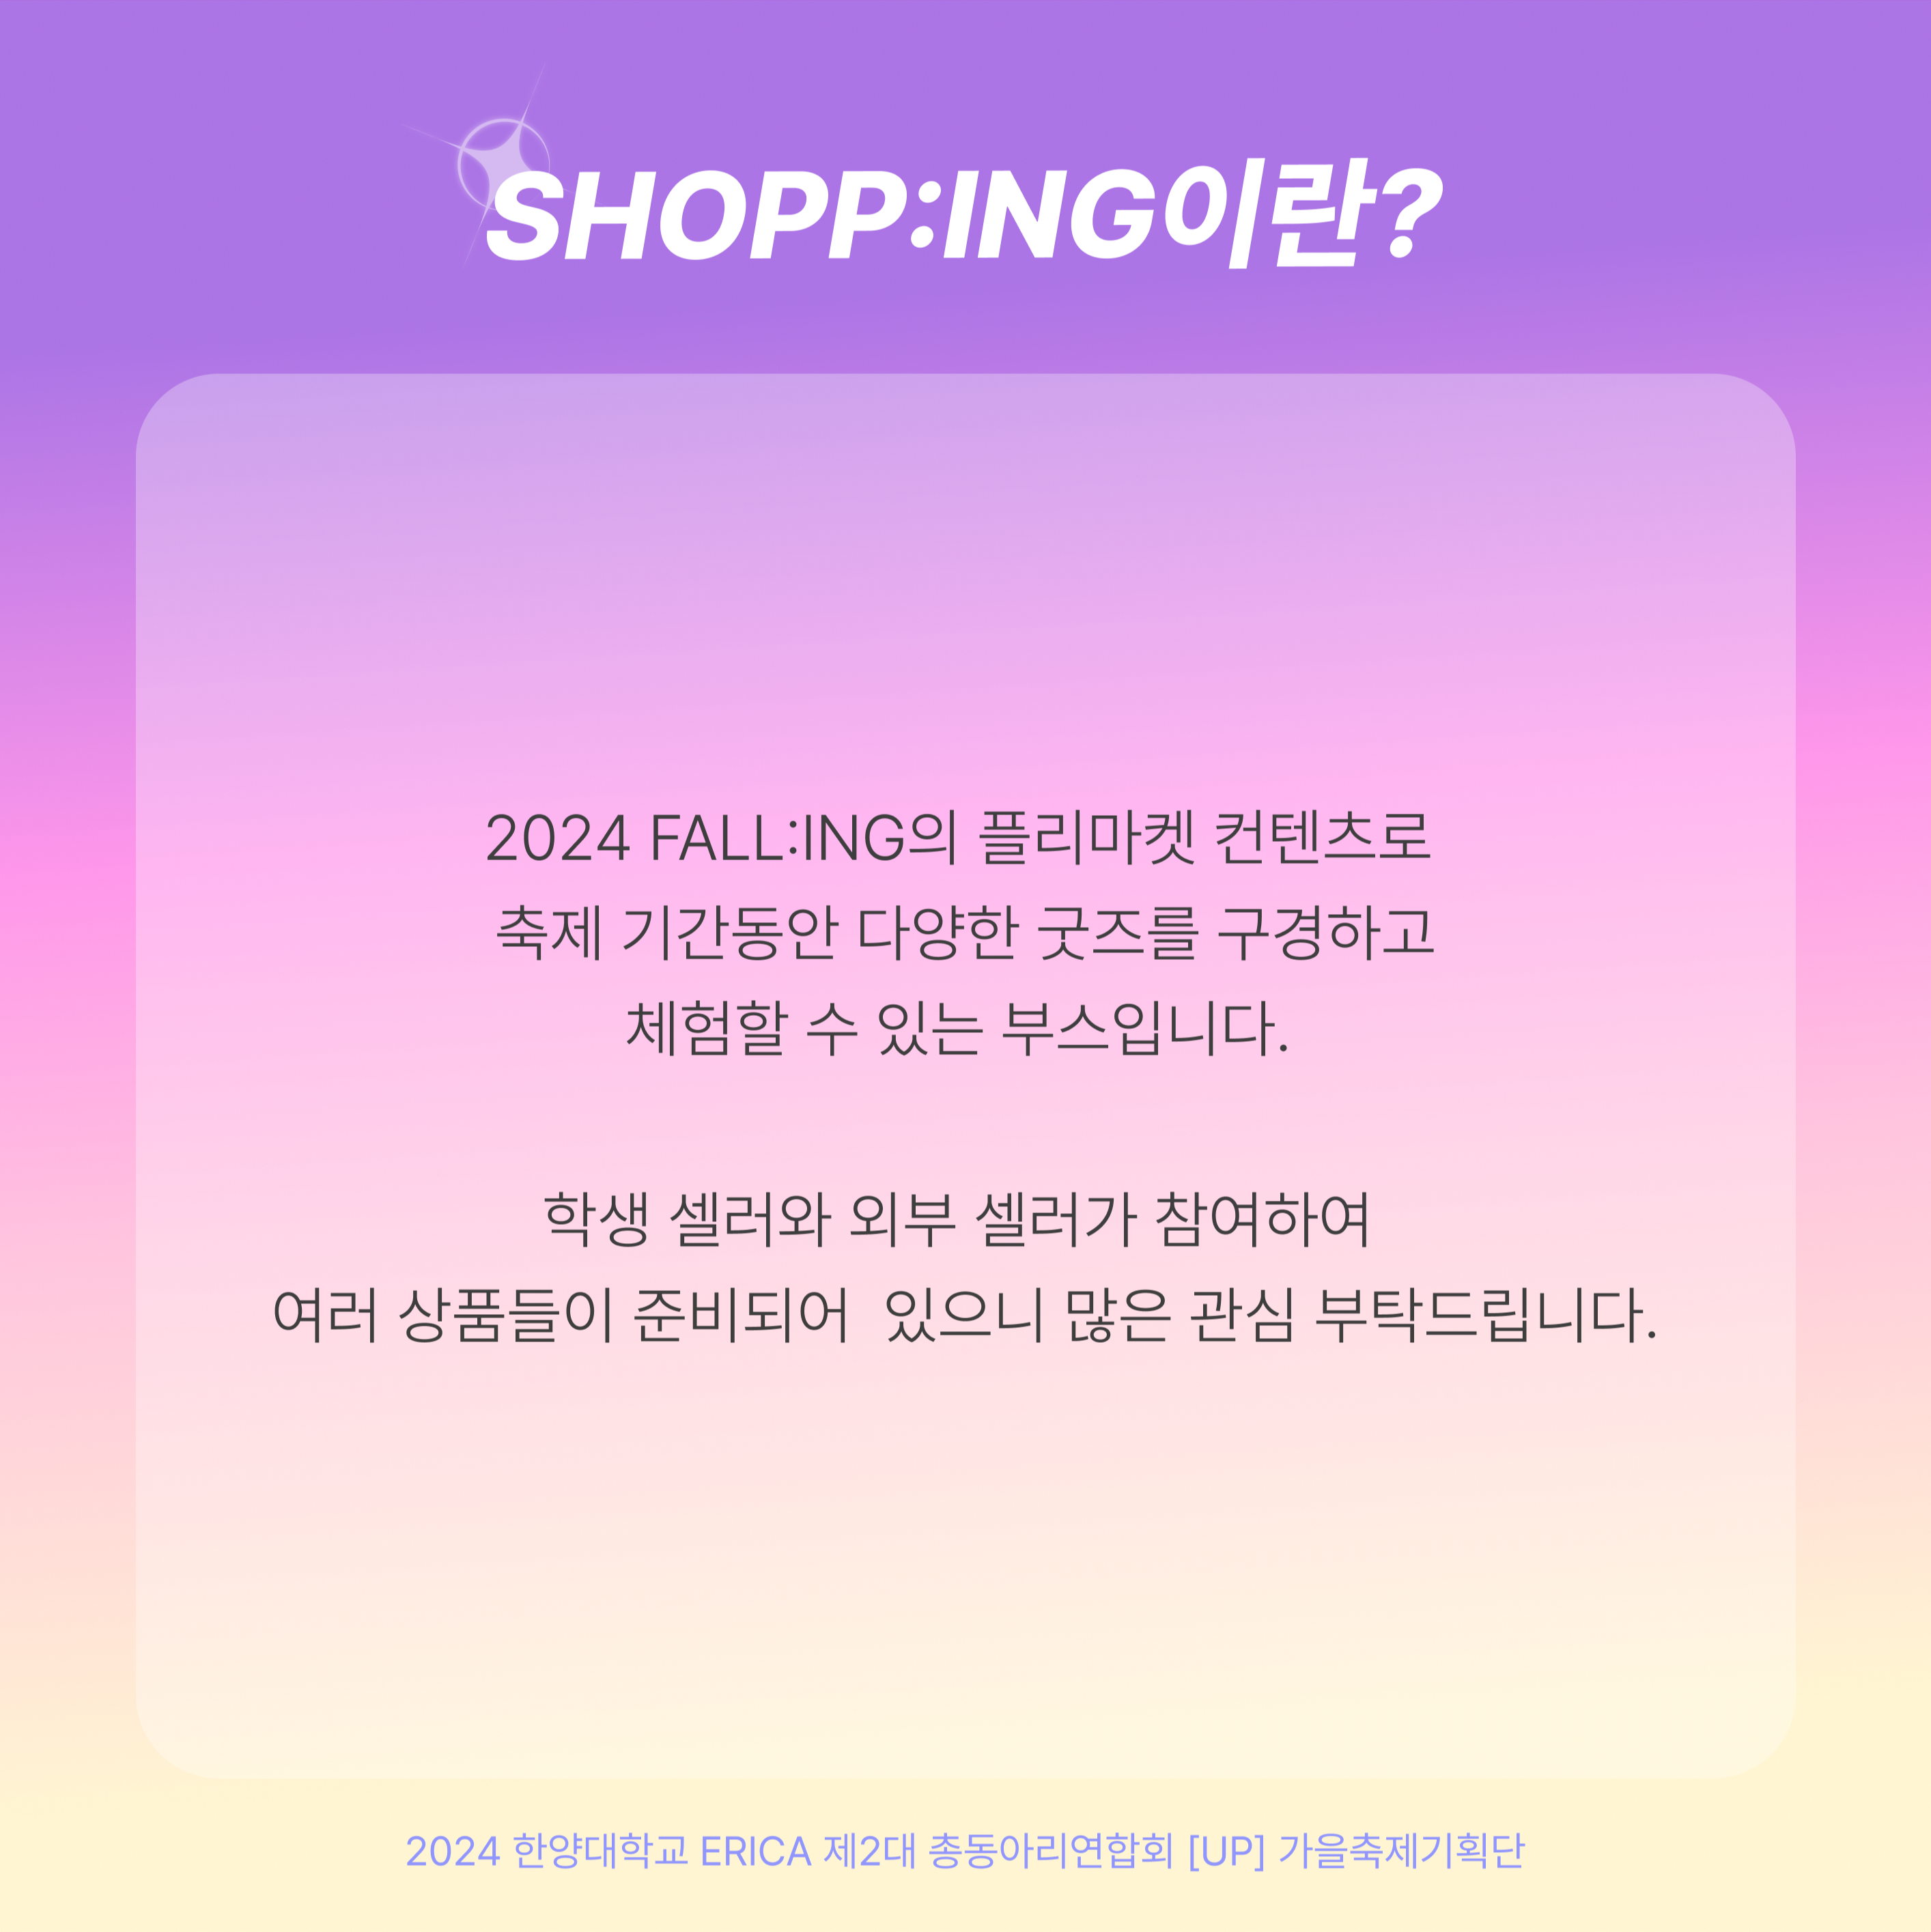 SHOPP:ING이란?
2024 FALL:ING의 플리마켓 컨텐츠로
축제 기간동안 다양한 굿즈를 구경하고
체험할 수 있는 부스입니다.
학생 셀러와 외부 셀러가 참여하여
여러 상품들이 준비되어  있으니 많은 관심 부탁드립니다.
2024 한양대학교 ERICA 제2대 총동아리연합회 [UP] 가을축제기획단